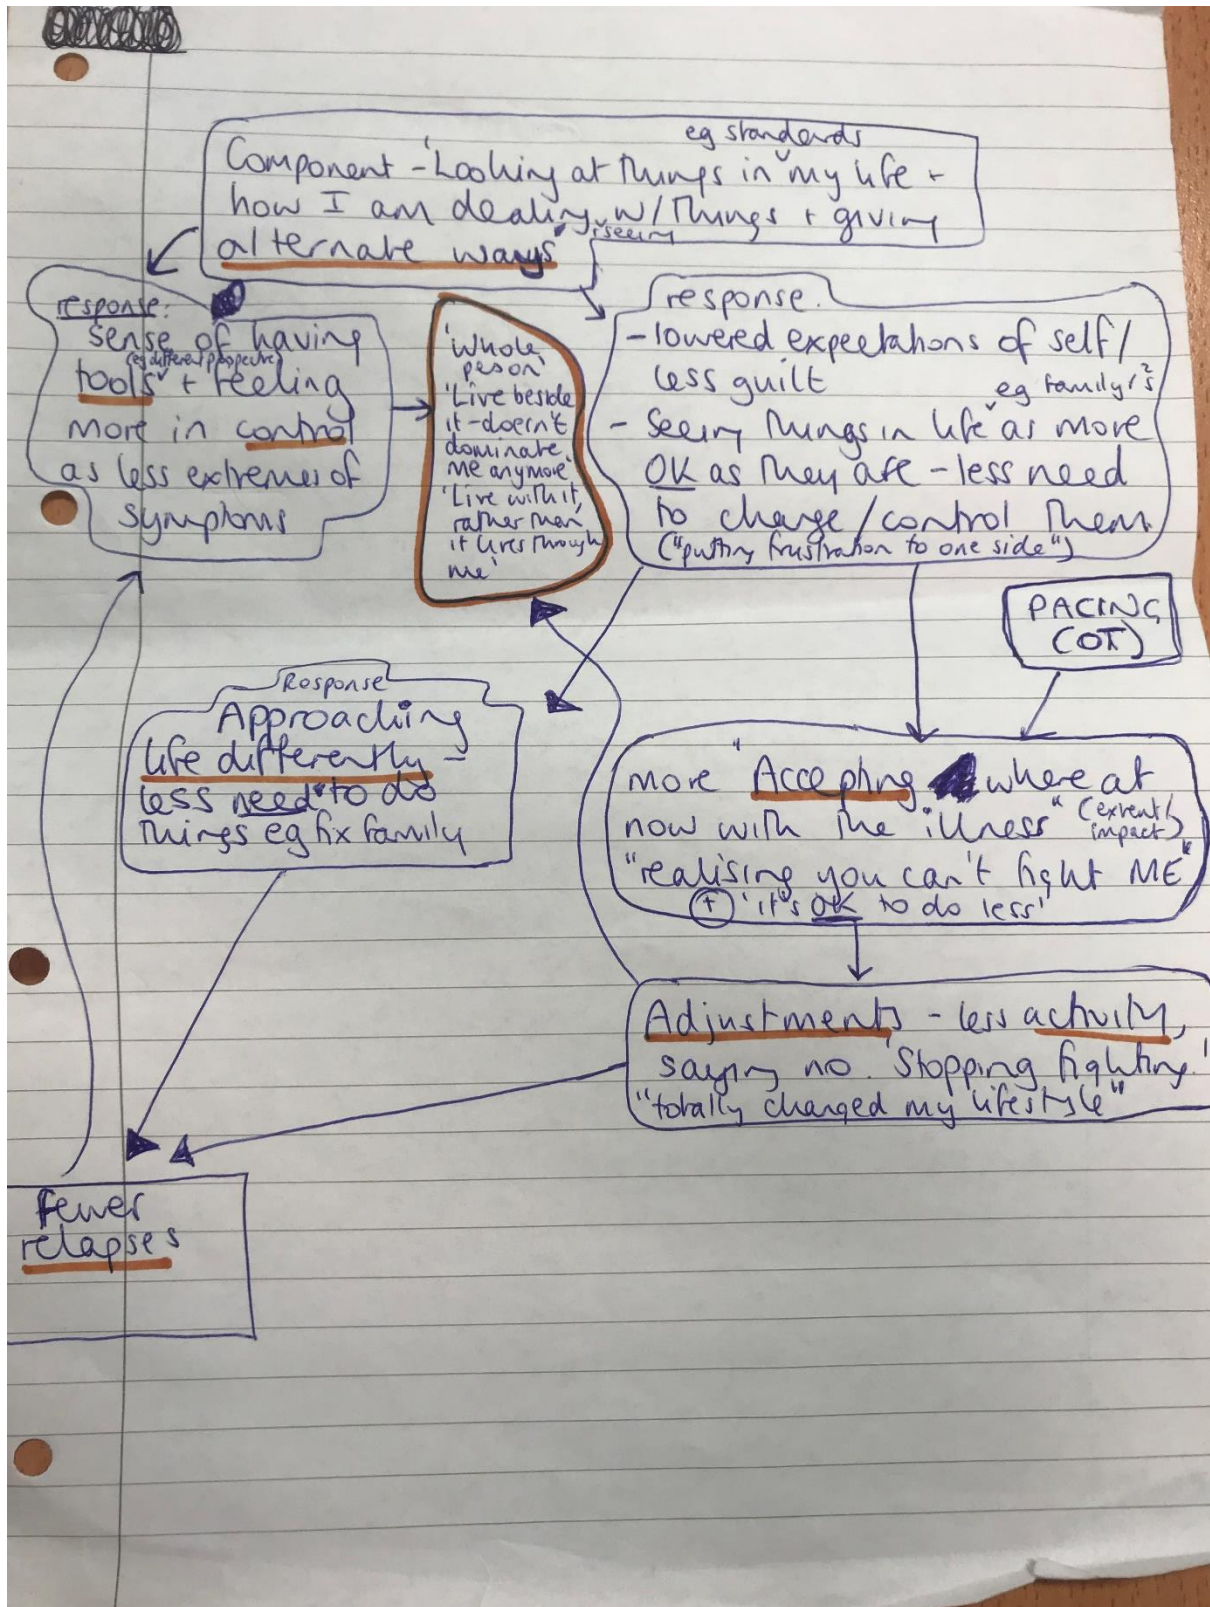 eg standards
Component - 'Looking at things in my life +
how I am dealing w/things + giving
seeing
alternate ways'
response:
sense of having
(eg different perspective)
tools + feeling
more in control
as less extremes of
symptoms
'Whole
person'
'Live beside
it - doesn't
dominate
me anymore'
'Live with it,
rather than
it lives through
me'
response.
- lowered expectations of self/
less guilt
eg family
- Seeing things in life as more
OK as they are - less need
to change/control them
("putting frustration to one side")
PACING
(OT)
Response
Approaching
life differently -
less need to do
things eg fix family
more "Accepting where at
now with the illness" (extent/
impact)
"realising you can't fight ME"
+ 'it's OK to do less'
Adjustments - less activity,
saying no. 'Stopping fighting.'
"totally changed my lifestyle"
Fewer
relapses